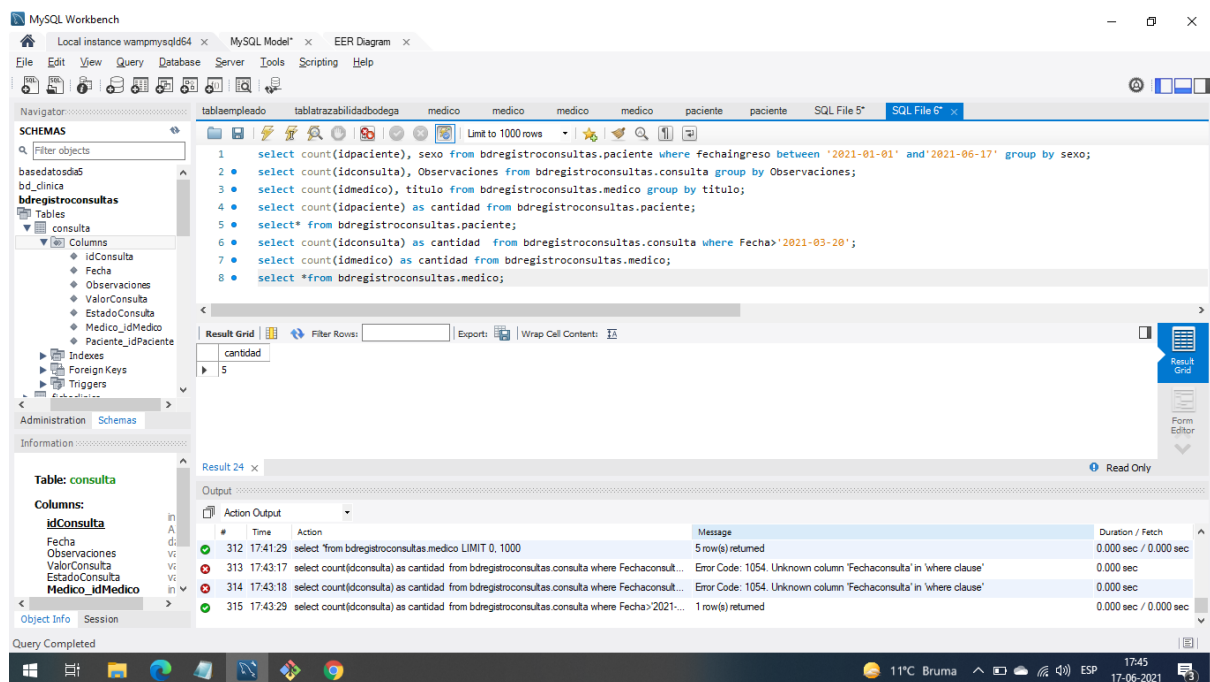 MySQL Workbench
Local instance wampmysqld64 × MySQL Model* × EER Diagram ×
File Edit View Query Database Server Tools Scripting Help
Navigator
tablaempleado tablatrazabilidadbodega medico medico medico medico paciente paciente SQL File 5* SQL File 6* ×
SCHEMAS
Filter objects
basedatosdia5
bd_clinica
bdregistroconsultas
Tables
consulta
Columns
idConsulta
Fecha
Observaciones
ValorConsulta
EstadoConsulta
Medico_idMedico
Paciente_idPaciente
Indexes
Foreign Keys
Triggers
Administration Schemas
Information
Table: consulta
Columns:
idConsulta in
A
Fecha
Observaciones va
ValorConsulta va
EstadoConsulta va
Medico_idMedico in
Object Info Session
Limit to 1000 rows
1 select count(idpaciente), sexo from bdregistroconsultas.paciente where fechaingreso between '2021-01-01' and'2021-06-17' group by sexo;
2 select count(idconsulta), Observaciones from bdregistroconsultas.consulta group by Observaciones;
3 select count(idmedico), titulo from bdregistroconsultas.medico group by titulo;
4 select count(idpaciente) as cantidad from bdregistroconsultas.paciente;
5 select* from bdregistroconsultas.paciente;
6 select count(idconsulta) as cantidad  from bdregistroconsultas.consulta where Fecha>'2021-03-20';
7 select count(idmedico) as cantidad from bdregistroconsultas.medico;
8 select *from bdregistroconsultas.medico;
Result Grid Filter Rows: Export: Wrap Cell Content:
cantidad
5
Result Grid
Form Editor
Result 24 × Read Only
Output
Action Output
# Time Action Message Duration / Fetch
312 17:41:29 select *from bdregistroconsultas.medico LIMIT 0, 1000 5 row(s) returned 0.000 sec / 0.000 sec
313 17:43:17 select count(idconsulta) as cantidad from bdregistroconsultas.consulta where Fechaconsult... Error Code: 1054. Unknown column 'Fechaconsulta' in 'where clause' 0.000 sec
314 17:43:18 select count(idconsulta) as cantidad from bdregistroconsultas.consulta where Fechaconsult... Error Code: 1054. Unknown column 'Fechaconsulta' in 'where clause' 0.000 sec
315 17:43:29 select count(idconsulta) as cantidad from bdregistroconsultas.consulta where Fecha>'2021-... 1 row(s) returned 0.000 sec / 0.000 sec
Query Completed
11°C Bruma ESP 17:45
17-06-2021